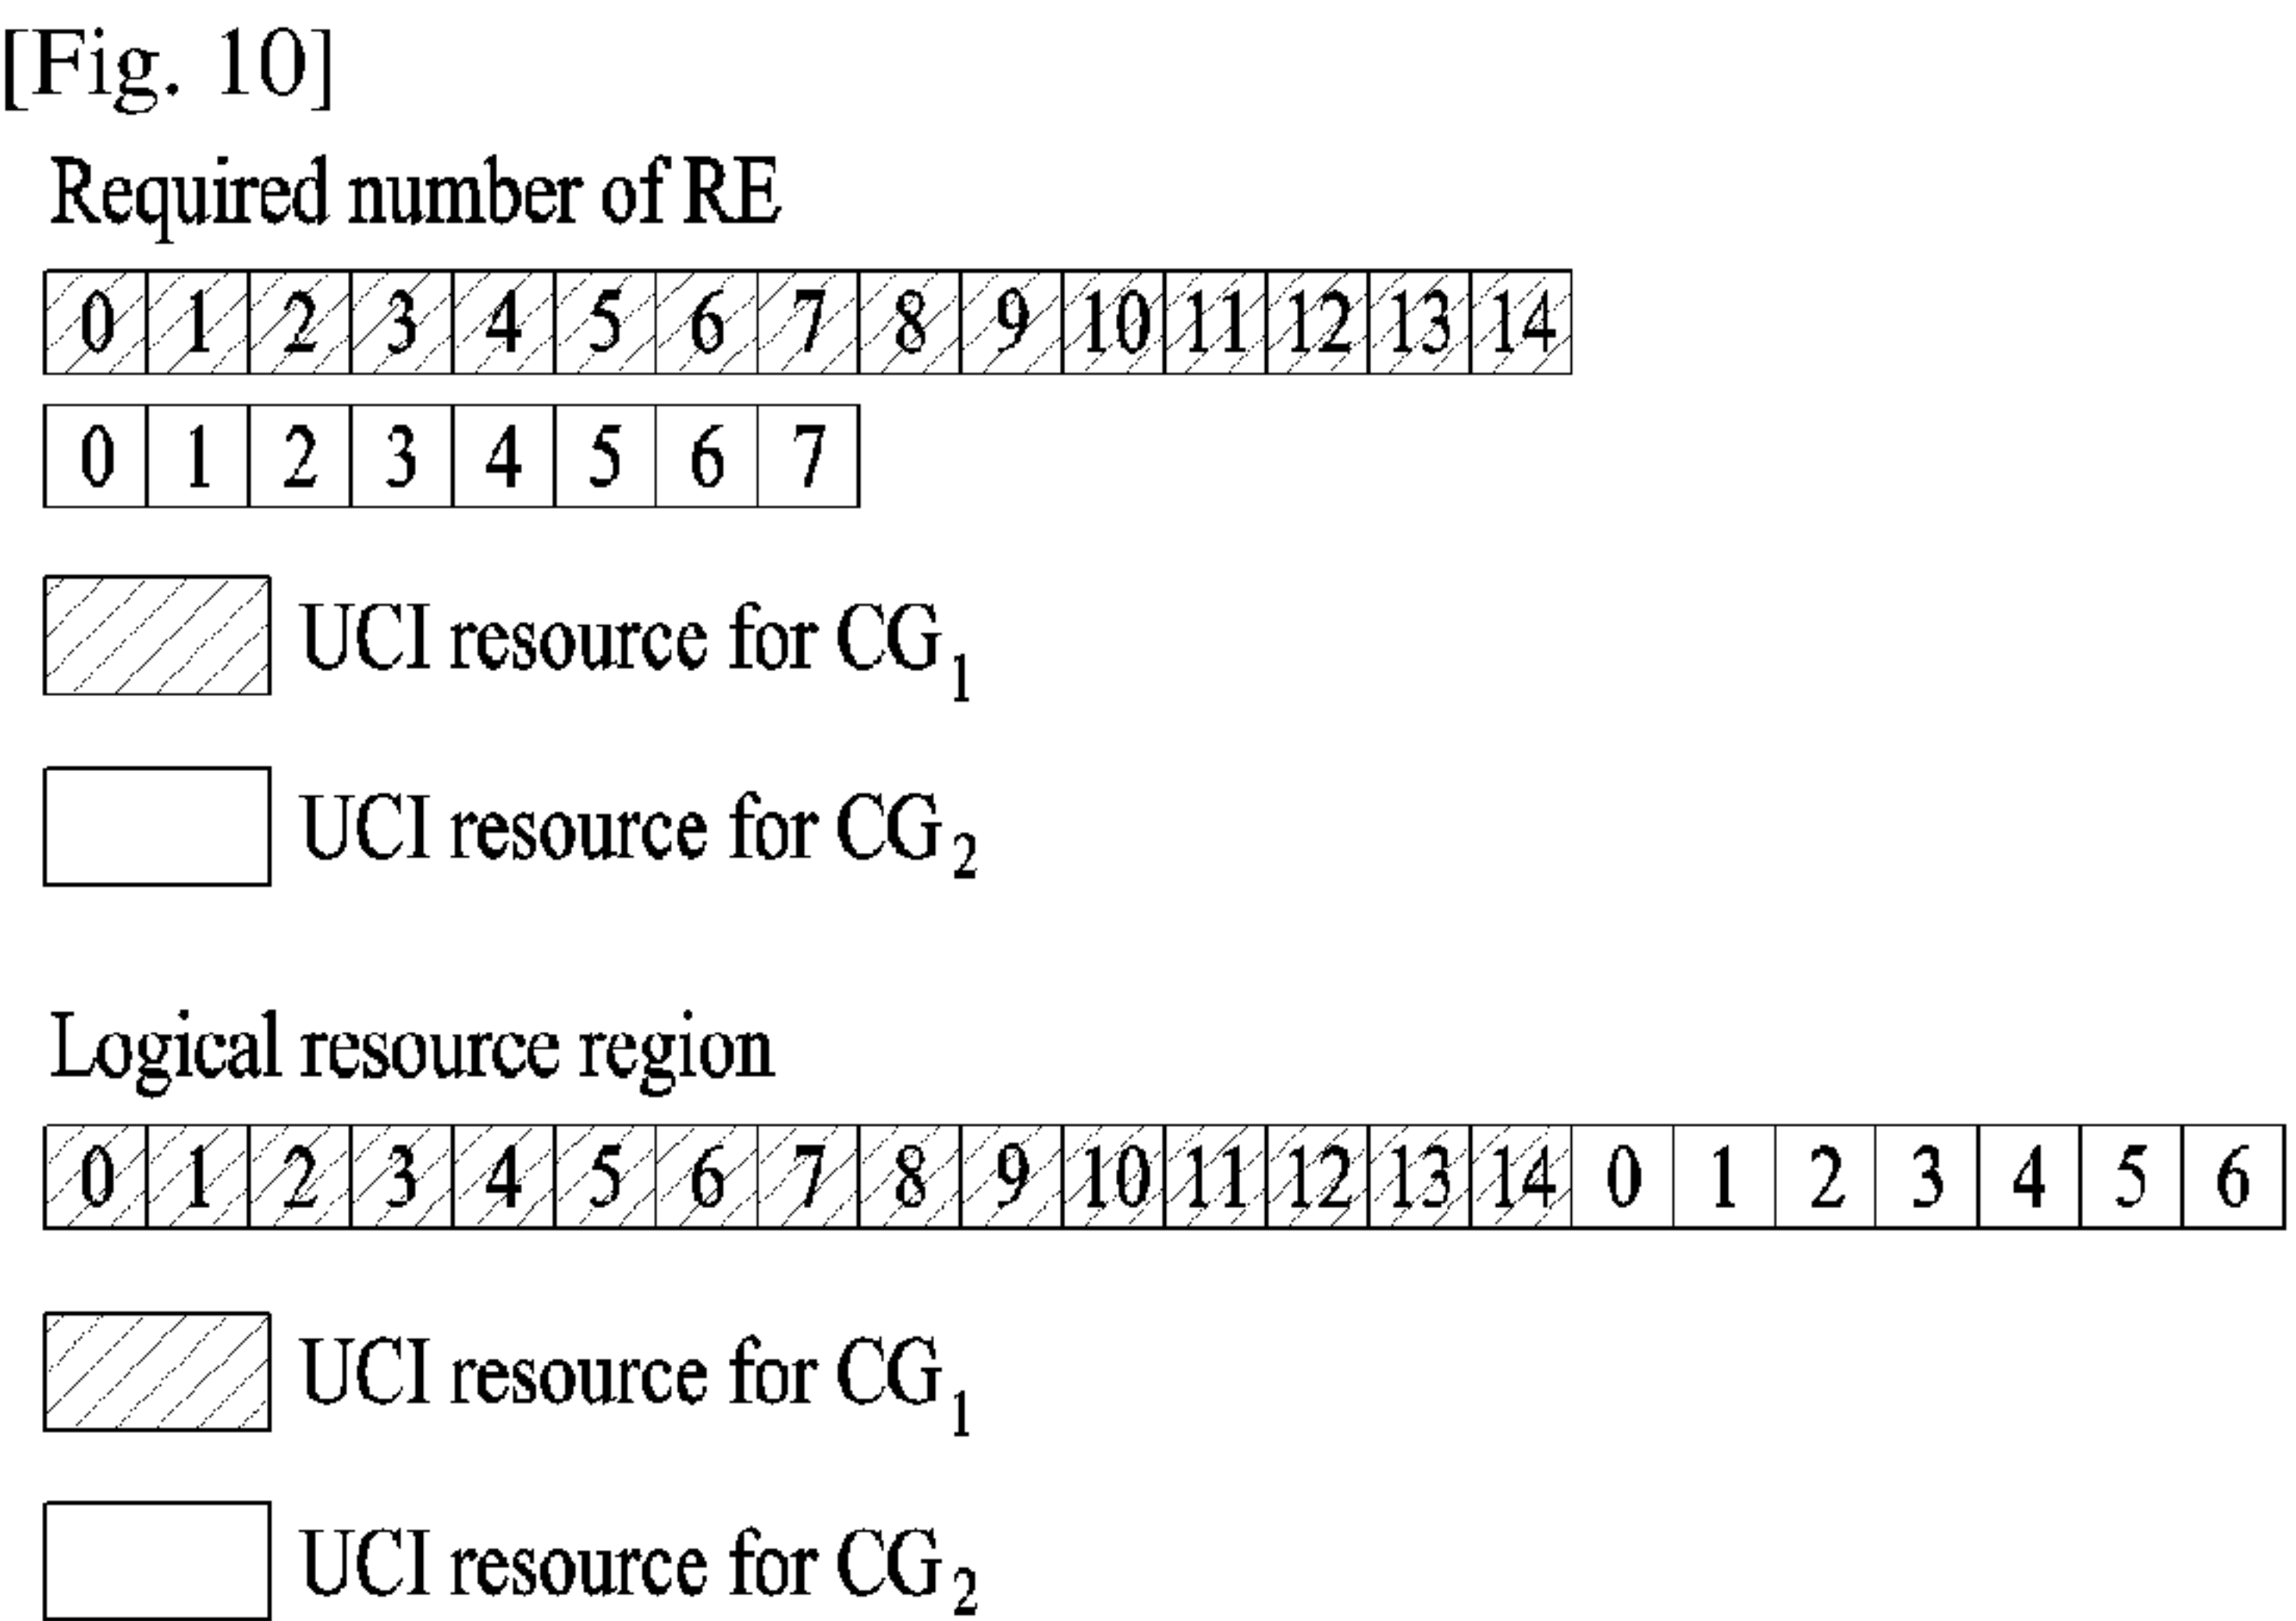 [Fig. 10]
Required number of RE
0 1 2 3 4 5 6 7 8 9 10 11 12 13 14
0 1 2 3 4 5 6 7
UCI resource for CG1
UCI resource for CG2
Logical resource region
0 1 2 3 4 5 6 7 8 9 10 11 12 13 14 0 1 2 3 4 5 6
UCI resource for CG1
UCI resource for CG2